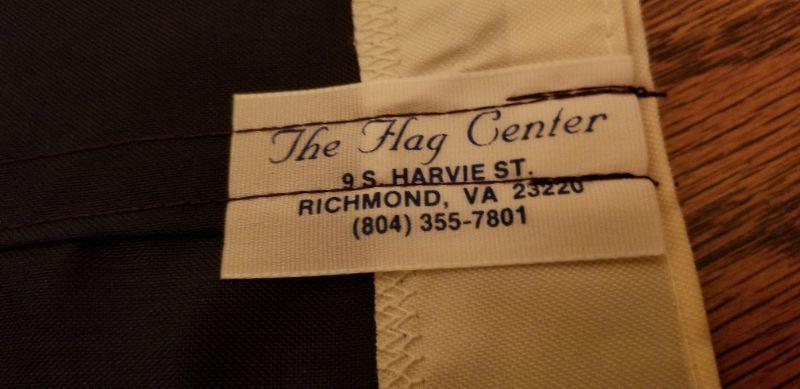 The Flag Center
9 S. HARVIE ST.
RICHMOND, VA 23220
(804) 355-7801